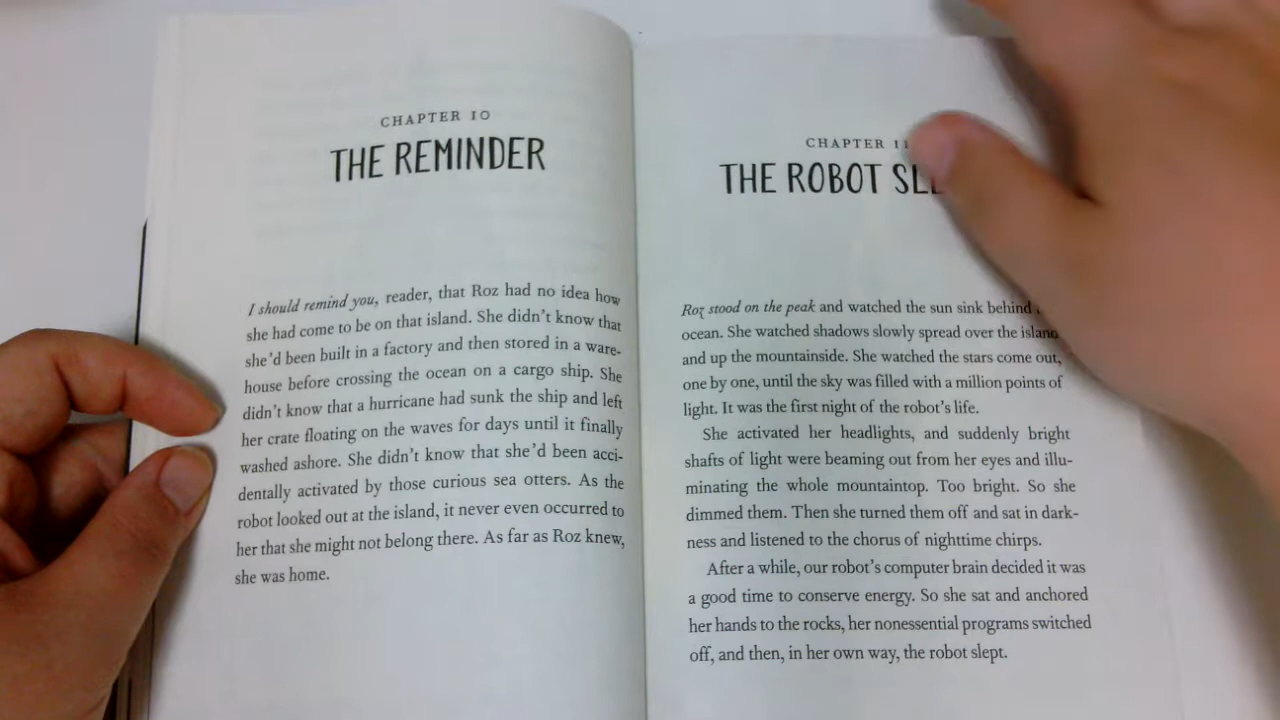 CHAPTER 10
THE REMINDER
I should remind you, reader, that Roz had no idea how
she had come to be on that island. She didn't know that
she'd been built in a factory and then stored in a ware-
house before crossing the ocean on a cargo ship. She
didn't know that a hurricane had sunk the ship and left
her crate floating on the waves for days until it finally
washed ashore. She didn't know that she'd been acci-
dentally activated by those curious sea otters. As the
robot looked out at the island, it never even occurred to
her that she might not belong there. As far as Roz knew,
she was home.
CHAPTER 11
THE ROBOT
Roz stood on the peak and watched the sun sink behind
ocean. She watched shadows slowly spread over the island
and up the mountainside. She watched the stars come out,
one by one, until the sky was filled with a million points of
light. It was the first night of the robot's life.
She activated her headlights, and suddenly bright
shafts of light were beaming out from her eyes and illu-
minating the whole mountaintop. Too bright. So she
dimmed them. Then she turned them off and sat in dark-
ness and listened to the chorus of nighttime chirps.
After a while, our robot's computer brain decided it was
a good time to conserve energy. So she sat and anchored
her hands to the rocks, her nonessential programs switched
off, and then, in her own way, the robot slept.